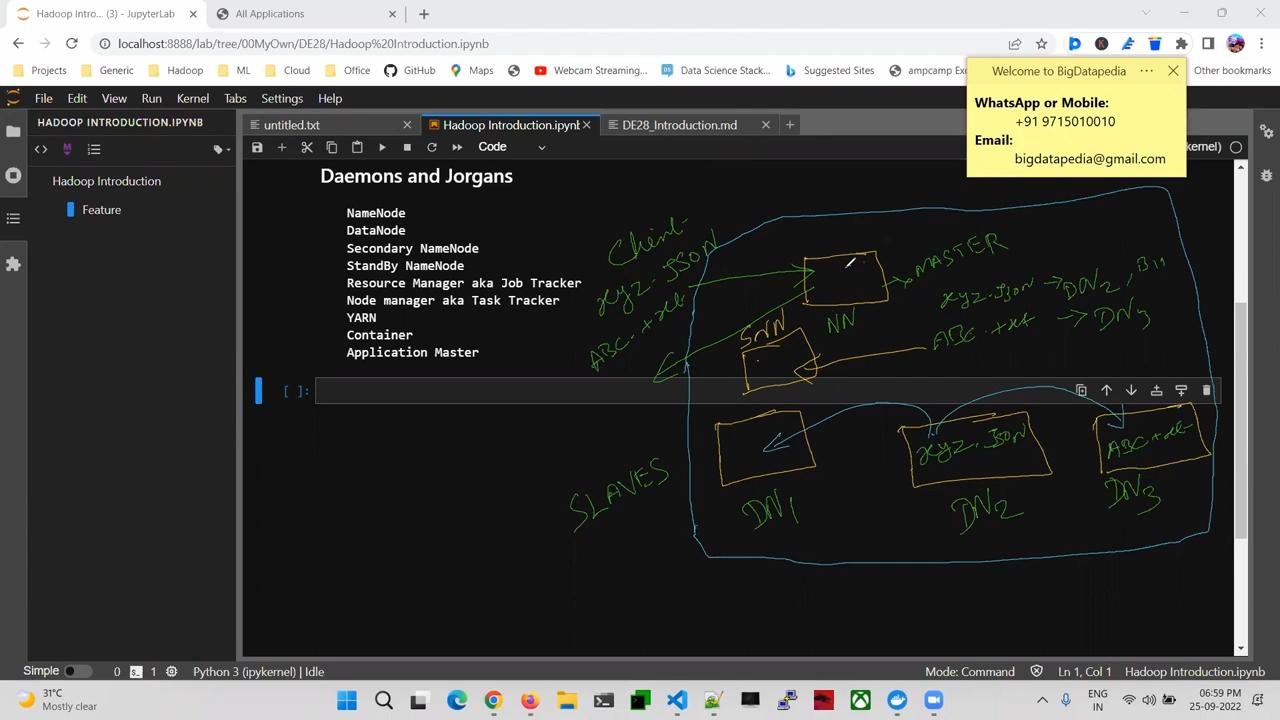 Hadoop Intro... (3) - JupyterLab
All Applications
localhost:8888/lab/tree/00MyOwn/DE28/Hadoop%20Introduction.ipynb
Projects Generic Hadoop ML Cloud Office GitHub Maps Webcam Streaming... Data Science Stack... Suggested Sites ampcamp Exe Other bookmarks
Welcome to BigDatapedia ...
WhatsApp or Mobile:
+91 9715010010
Email:
bigdatapedia@gmail.com
File Edit View Run Kernel Tabs Settings Help
HADOOP INTRODUCTION.IPYNB
untitled.txt
Hadoop Introduction.ipynb
DE28_Introduction.md
Code
kernel)
Hadoop Introduction
Feature
Daemons and Jorgans
NameNode
DataNode
Secondary NameNode
StandBy NameNode
Resource Manager aka Job Tracker
Node manager aka Task Tracker
YARN
Container
Application Master
Client
xyz.JSON
ABC.txt
MASTER
NN
SNN
xyz.Json → DN2,
ABC.txt → DN3
[ ]:
xyz.JSON
ABC txt
SLAVES
DN1
DN2
DN3
Simple 0 1 Python 3 (ipykernel) | Idle Mode: Command Ln 1, Col 1 Hadoop Introduction.ipynb
31°C
Mostly clear
ENG
IN
06:59 PM
25-09-2022